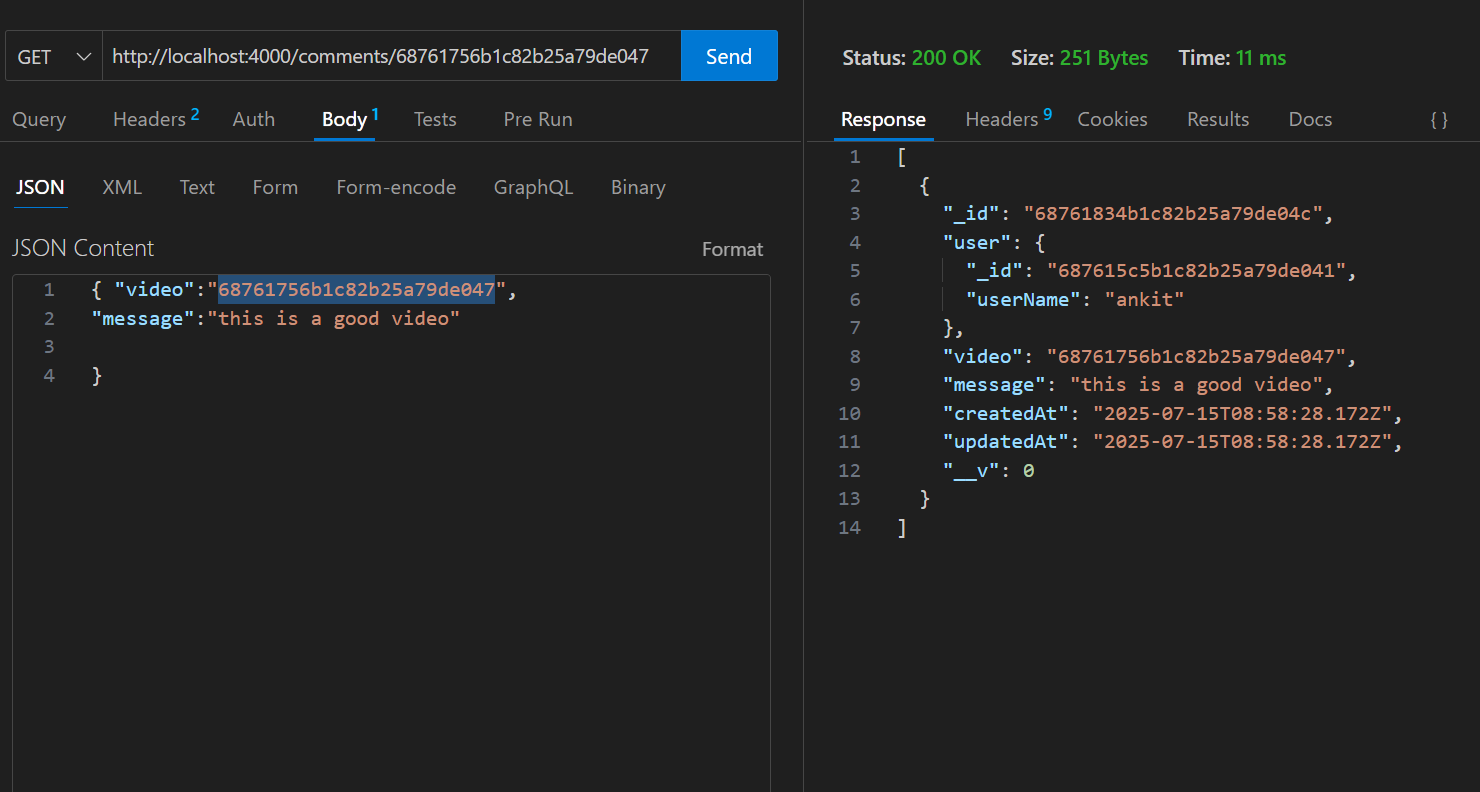 GET http://localhost:4000/comments/68761756b1c82b25a79de047 Send
Query Headers 2 Auth Body 1 Tests Pre Run
JSON XML Text Form Form-encode GraphQL Binary
JSON Content Format
1 { "video":"68761756b1c82b25a79de047",
2 "message":"this is a good video"
3
4 }
Status: 200 OK Size: 251 Bytes Time: 11 ms
Response Headers 9 Cookies Results Docs { }
1 [
2 {
3 "_id": "68761834b1c82b25a79de04c",
4 "user": {
5 "_id": "687615c5b1c82b25a79de041",
6 "userName": "ankit"
7 },
8 "video": "68761756b1c82b25a79de047",
9 "message": "this is a good video",
10 "createdAt": "2025-07-15T08:58:28.172Z",
11 "updatedAt": "2025-07-15T08:58:28.172Z",
12 "__v": 0
13 }
14 ]